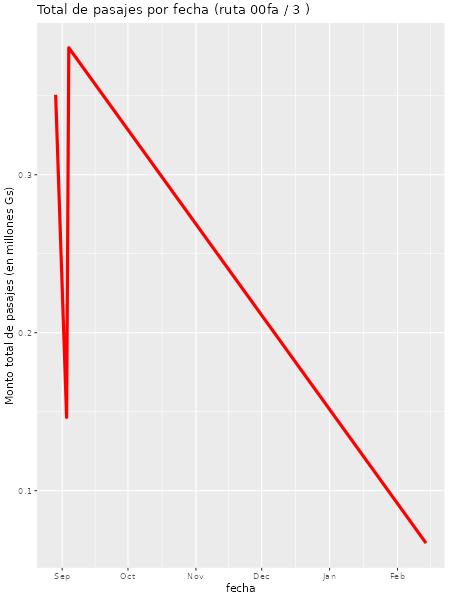 Total de pasajes por fecha (ruta 00fa / 3 )
Monto total de pasajes (en millones Gs)
0.3
0.2
0.1
Sep Oct Nov Dec Jan Feb
fecha